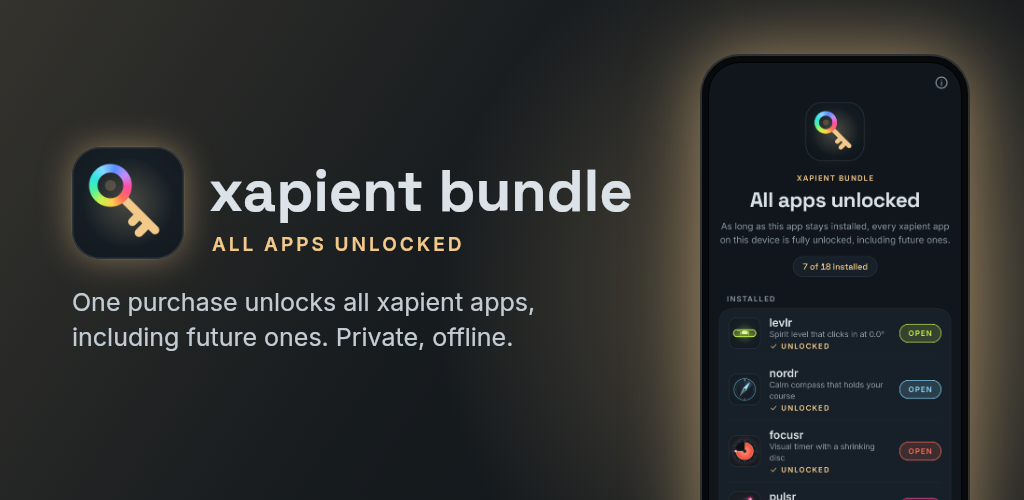 xapient bundle
ALL APPS UNLOCKED
One purchase unlocks all xapient apps,
including future ones. Private, offline.
XAPIENT BUNDLE
All apps unlocked
As long as this app stays installed, every xapient app
on this device is fully unlocked, including future ones.
7 of 18 installed
INSTALLED
levlr
Spirit level that clicks in at 0.0°
✓ UNLOCKED
OPEN
nordr
Calm compass that holds your
course
✓ UNLOCKED
OPEN
focusr
Visual timer with a shrinking
disc
✓ UNLOCKED
OPEN
pulsr